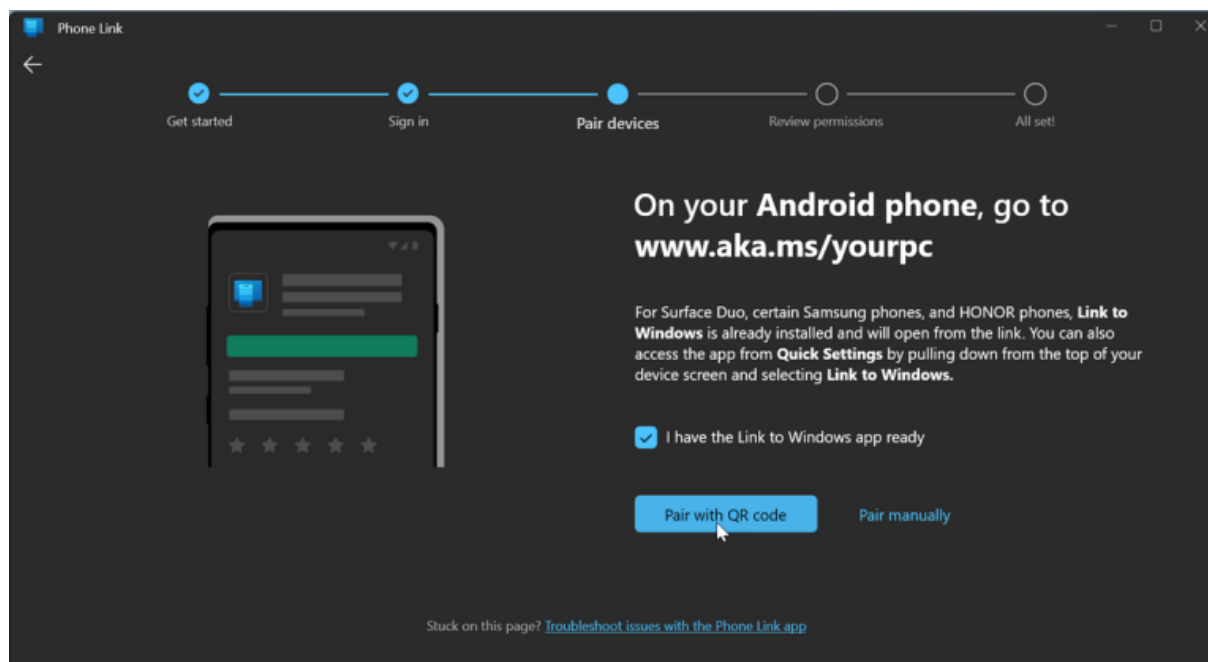 Phone Link
Get started
Sign in
Pair devices
Review permissions
All set!
On your Android phone, go to
www.aka.ms/yourpc
For Surface Duo, certain Samsung phones, and HONOR phones, Link to
Windows is already installed and will open from the link. You can also
access the app from Quick Settings by pulling down from the top of your
device screen and selecting Link to Windows.
I have the Link to Windows app ready
Pair with QR code
Pair manually
Stuck on this page? Troubleshoot issues with the Phone Link app